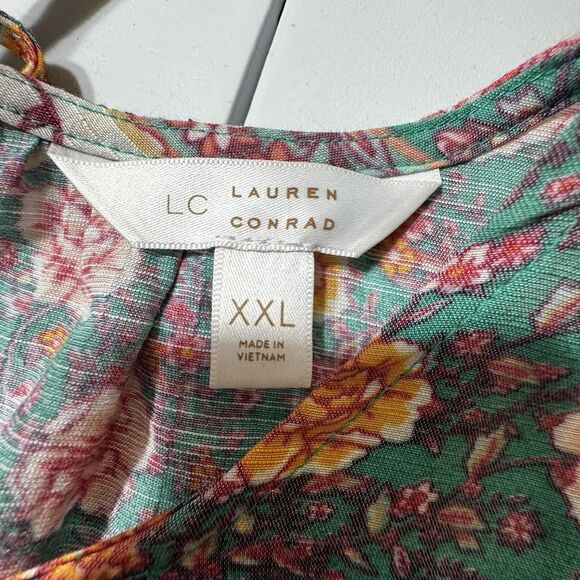 LC LAUREN
CONRAD
XXL
MADE IN
VIETNAM